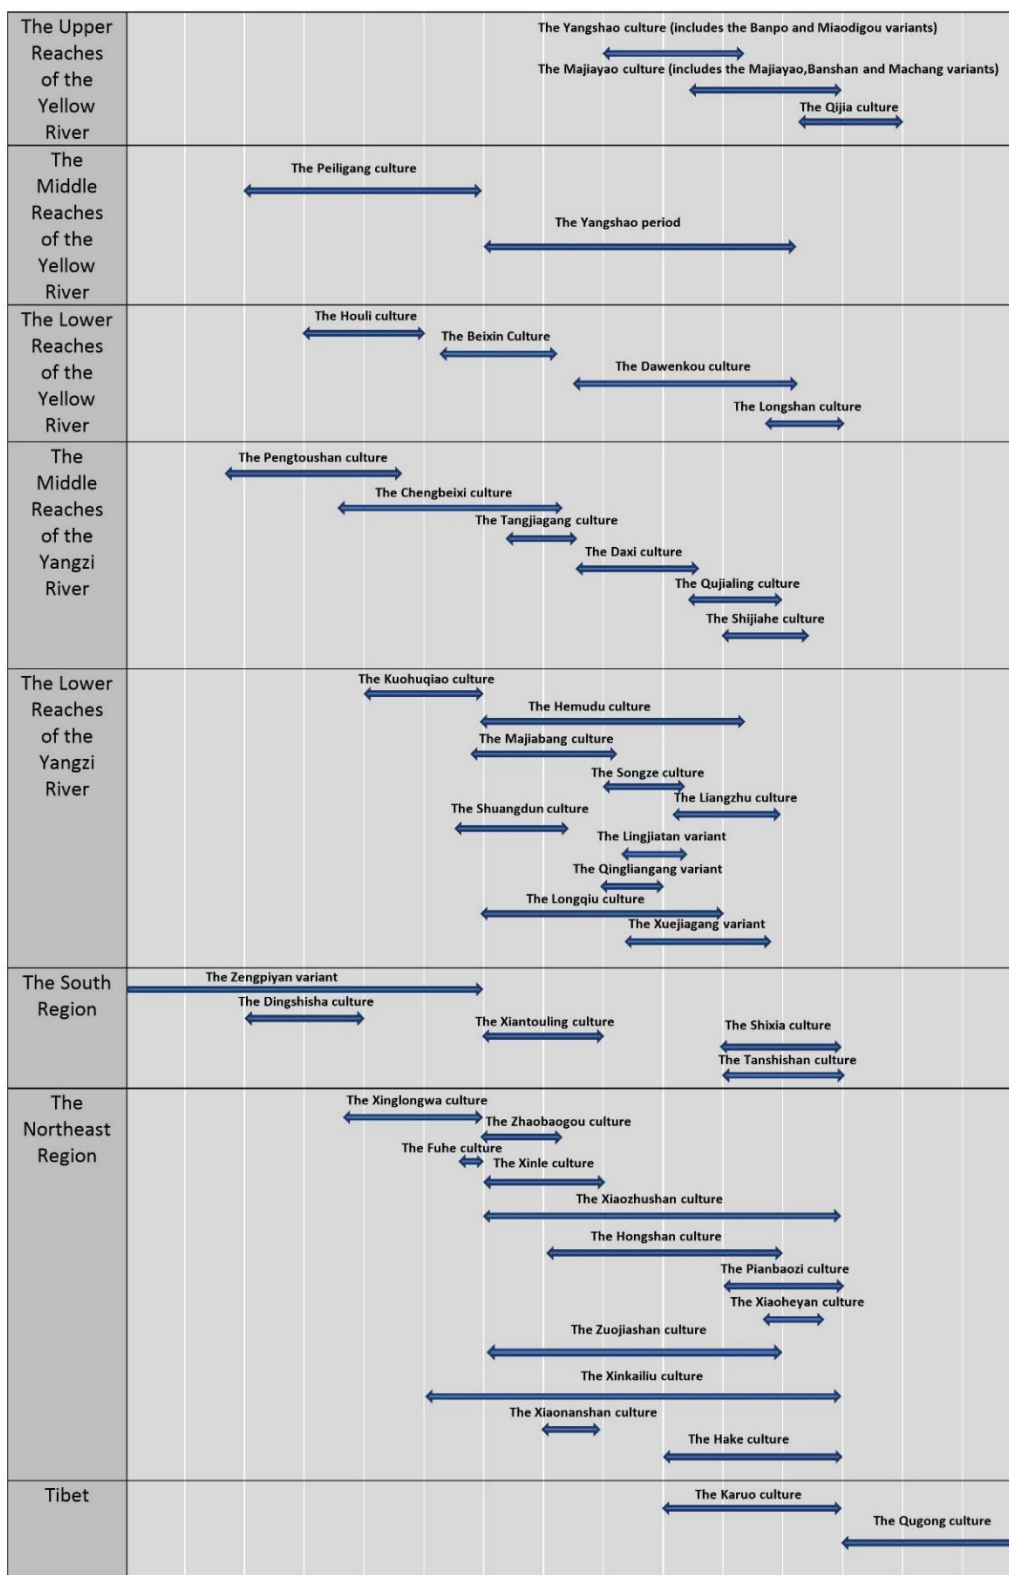 The Upper
Reaches
of the
Yellow
River
The Yangshao culture (includes the Banpo and Miaodigou variants)
The Majiayao culture (includes the Majiayao,Banshan and Machang variants)
The Qijia culture
The
Middle
Reaches
of the
Yellow
River
The Peiligang culture
The Yangshao period
The Lower
Reaches
of the
Yellow
River
The Houli culture
The Beixin Culture
The Dawenkou culture
The Longshan culture
The
Middle
Reaches
of the
Yangzi
River
The Pengtoushan culture
The Chengbeixi culture
The Tangjiagang culture
The Daxi culture
The Qujialing culture
The Shijiahe culture
The Lower
Reaches
of the
Yangzi
River
The Kuohuqiao culture
The Hemudu culture
The Majiabang culture
The Songze culture
The Liangzhu culture
The Shuangdun culture
The Lingjiatan variant
The Qingliangang variant
The Longqiu culture
The Xuejiagang variant
The South
Region
The Zengpiyan variant
The Dingshisha culture
The Xiantouling culture
The Shixia culture
The Tanshishan culture
The
Northeast
Region
The Xinglongwa culture
The Zhaobaogou culture
The Fuhe culture
The Xinle culture
The Xiaozhushan culture
The Hongshan culture
The Pianbaozi culture
The Xiaoheyan culture
The Zuojiashan culture
The Xinkailiu culture
The Xiaonanshan culture
The Hake culture
Tibet
The Karuo culture
The Qugong culture